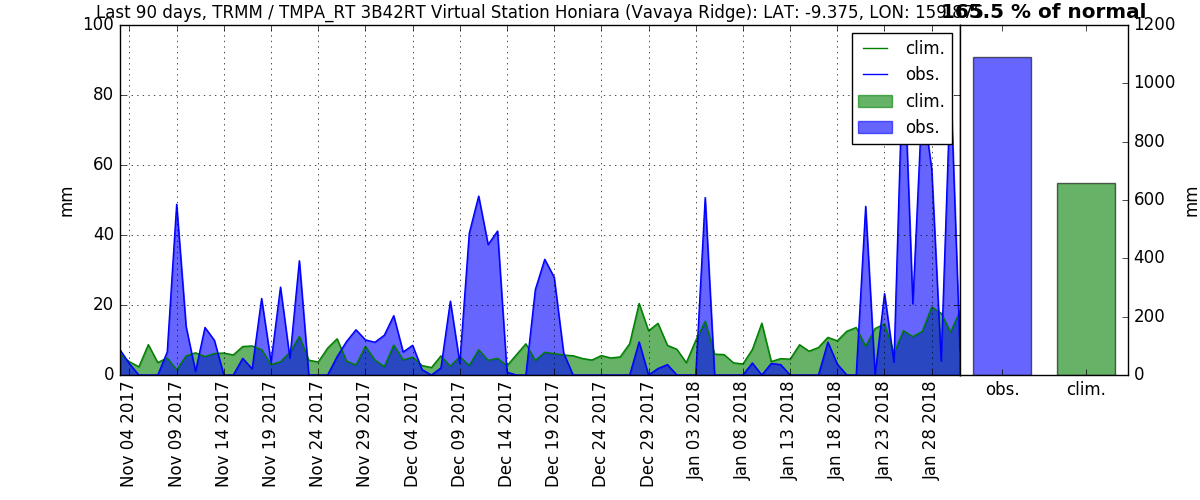 Last 90 days, TRMM / TMPA_RT 3B42RT Virtual Station Honiara (Vavaya Ridge): LAT: -9.375, LON:
165.5 % of normal
100
80
60
40
20
0
mm
clim.
obs.
clim.
obs.
1200
1000
800
600
400
200
0
mm
Nov 04 2017
Nov 09 2017
Nov 14 2017
Nov 19 2017
Nov 24 2017
Nov 29 2017
Dec 04 2017
Dec 09 2017
Dec 14 2017
Dec 19 2017
Dec 24 2017
Dec 29 2017
Jan 03 2018
Jan 08 2018
Jan 13 2018
Jan 18 2018
Jan 23 2018
Jan 28 2018
obs.
clim.